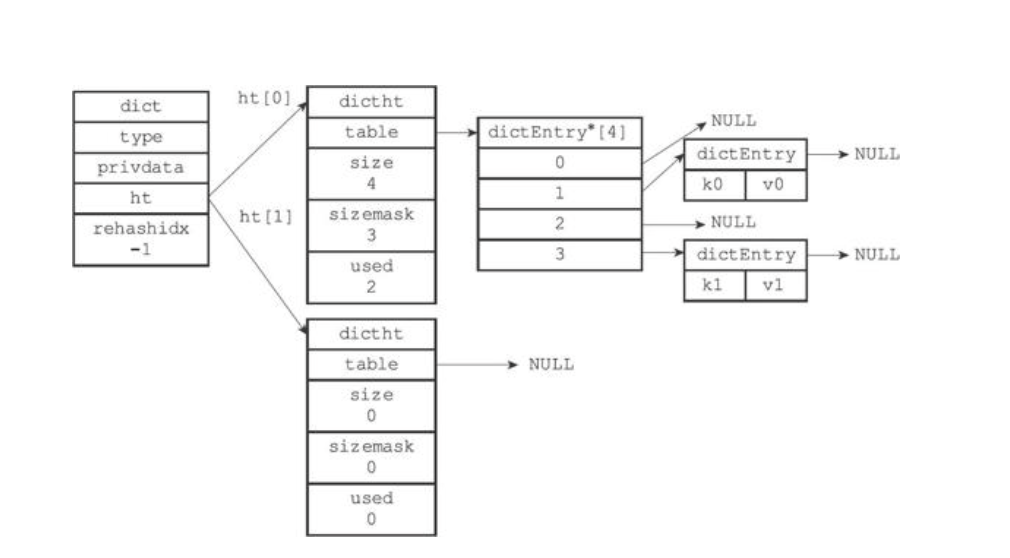 dict
type
privdata
ht
rehashidx
-1
ht[0]
ht[1]
dictht
table
size
4
sizemask
3
used
2
dictEntry*[4]
0
1
2
3
NULL
dictEntry
k0 v0
NULL
NULL
dictEntry
k1 v1
NULL
dictht
table
size
0
sizemask
0
used
0
NULL